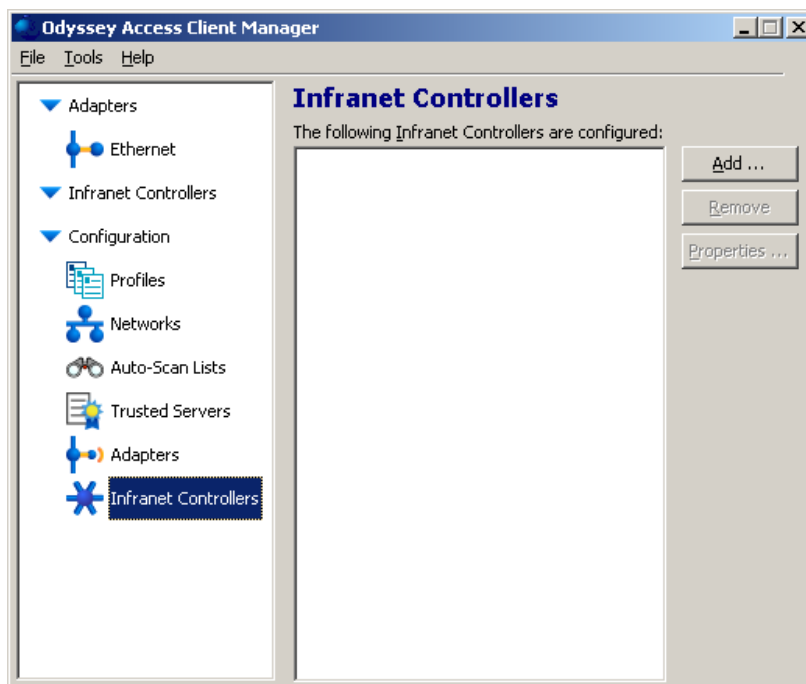 Odyssey Access Client Manager
File Tools Help
Adapters
Ethernet
Infranet Controllers
Configuration
Profiles
Networks
Auto-Scan Lists
Trusted Servers
Adapters
Infranet Controllers
Infranet Controllers
The following Infranet Controllers are configured:
Add ...
Remove
Properties ...